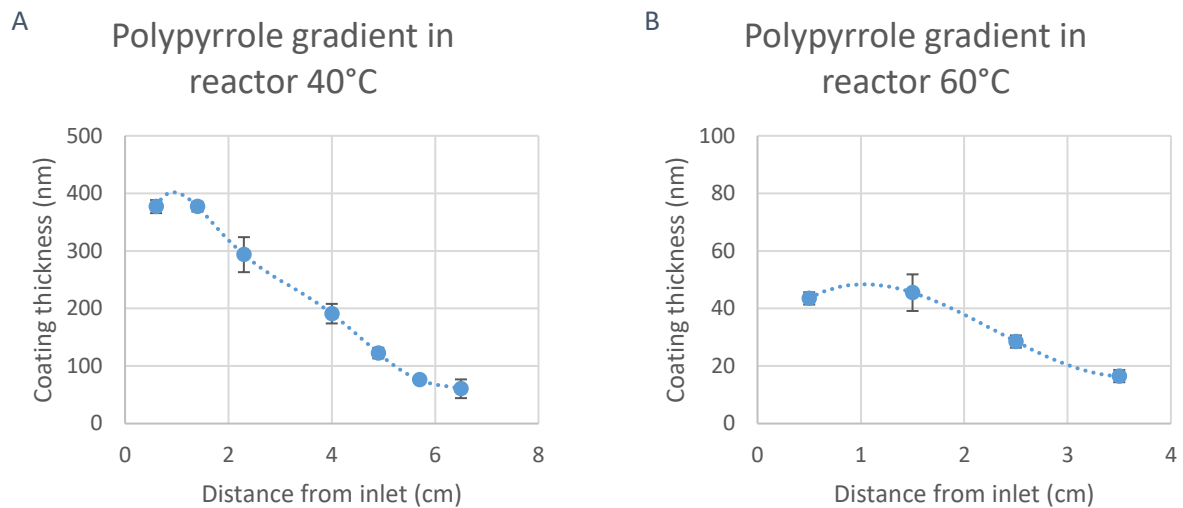 A
Polypyrrole gradient in
reactor 40°C
Coating thickness (nm)
500
400
300
200
100
0
0 2 4 6 8
Distance from inlet (cm)
B
Polypyrrole gradient in
reactor 60°C
Coating thickness (nm)
100
80
60
40
20
0
0 1 2 3 4
Distance from inlet (cm)